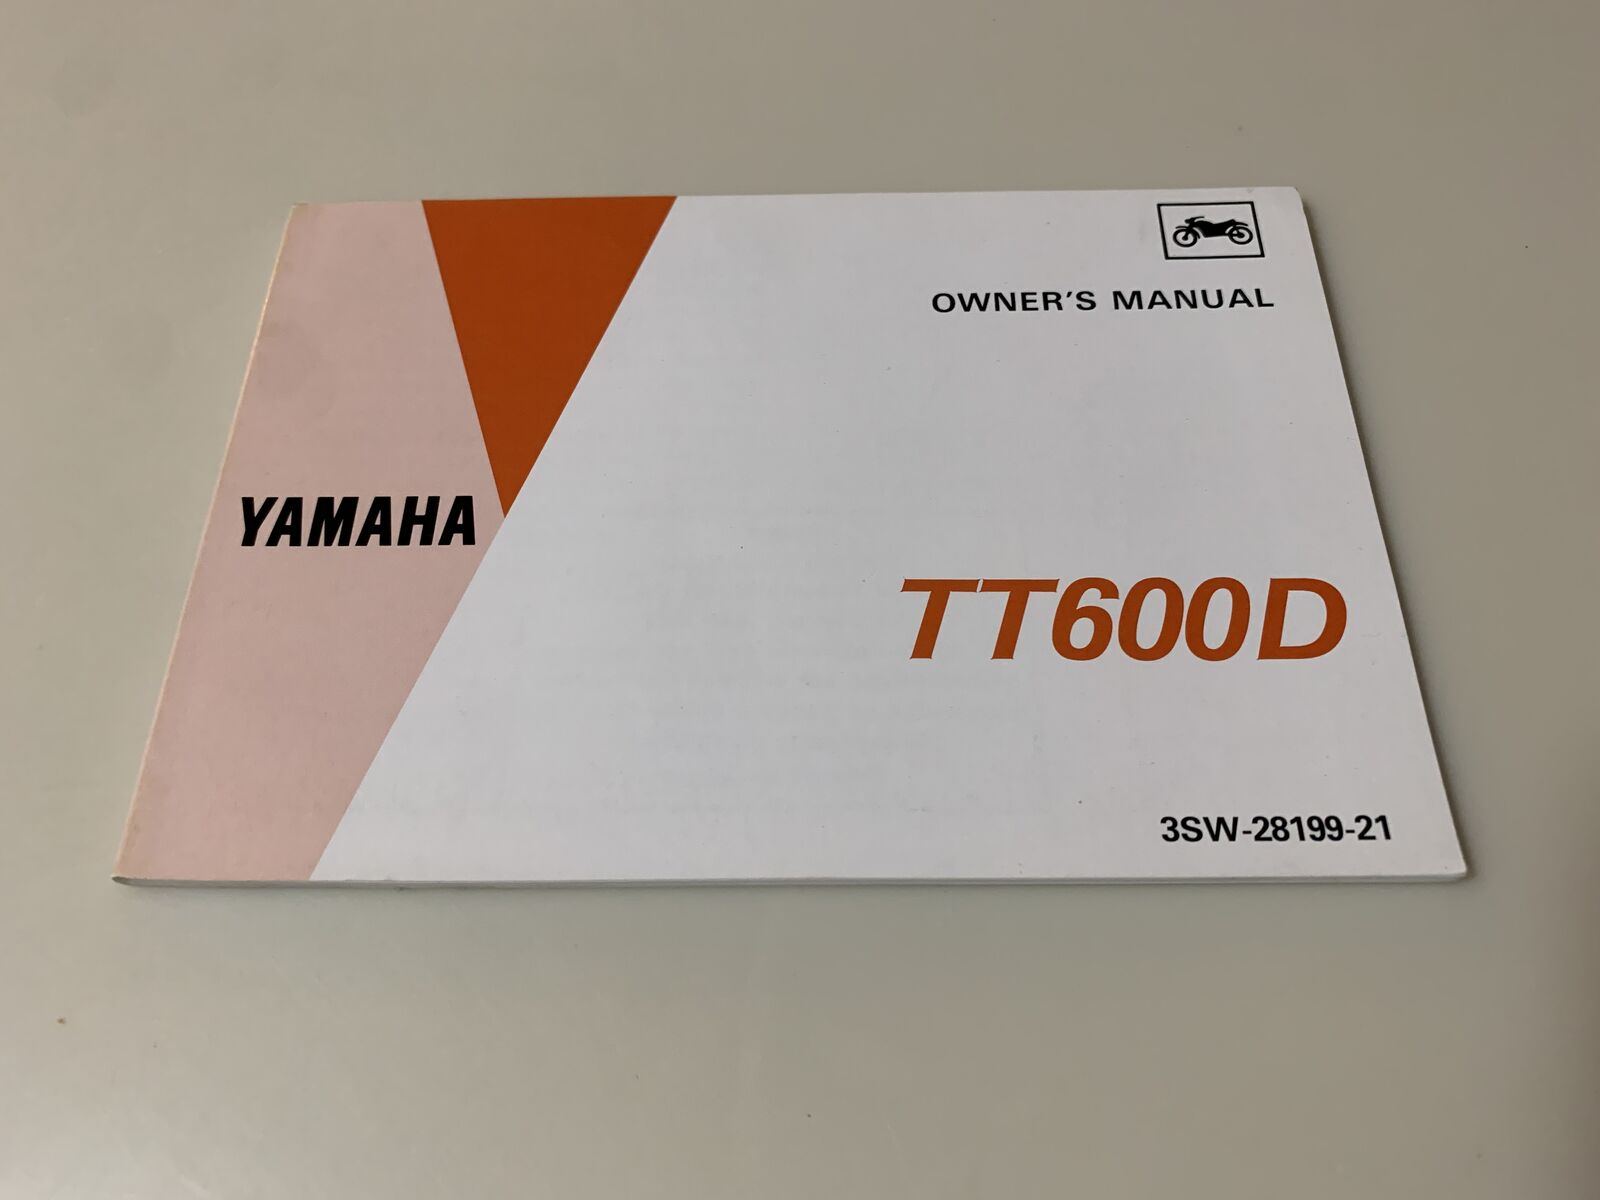 OWNER'S MANUAL
YAMAHA
TT600D
3SW-28199-21